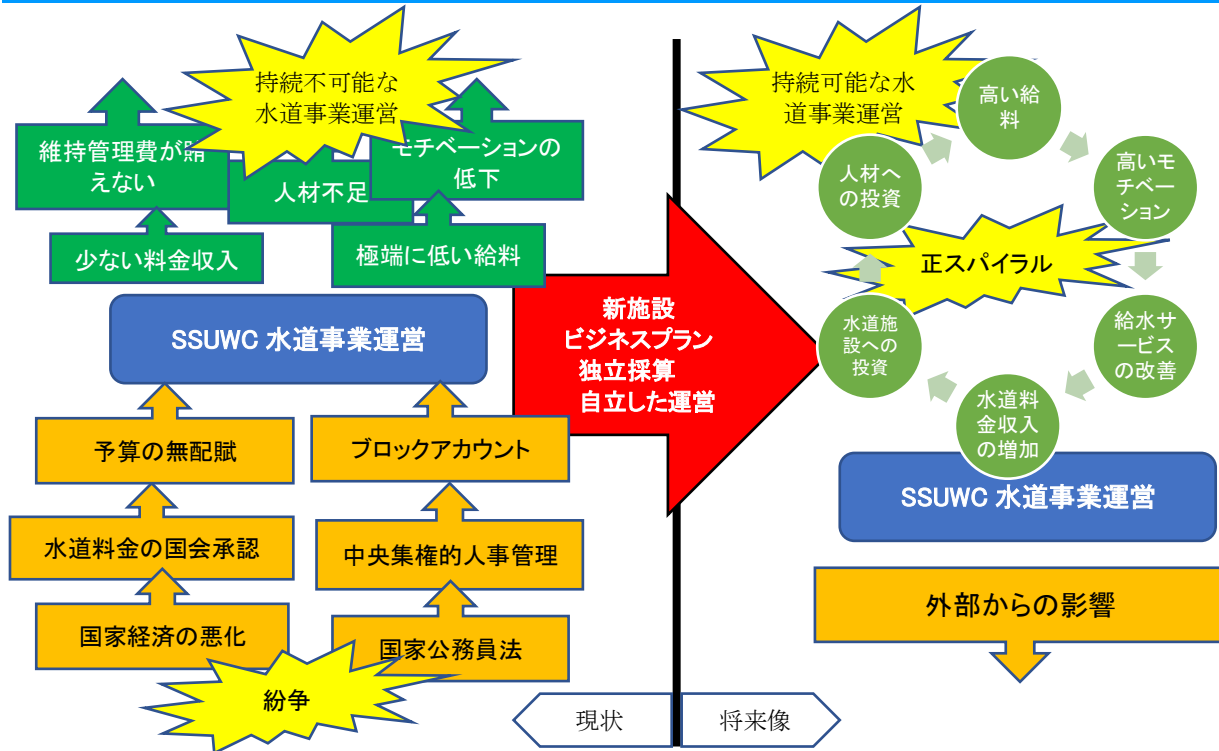 持続不可能な
水道事業運営
維持管理費が賄
えない
人材不足
モチベーションの
低下
少ない料金収入
極端に低い給料
SSUWC 水道事業運営
予算の無配賦
ブロックアカウント
水道料金の国会承認
中央集権的人事管理
国家経済の悪化
国家公務員法
紛争
新施設
ビジネスプラン
独立採算
自立した運営
現状
将来像
持続可能な水
道事業運営
高い給
料
高いモ
チベー
ション
給水サ
ービス
の改善
水道料
金収入
の増加
水道施
設への
投資
人材へ
の投資
正スパイラル
SSUWC 水道事業運営
外部からの影響